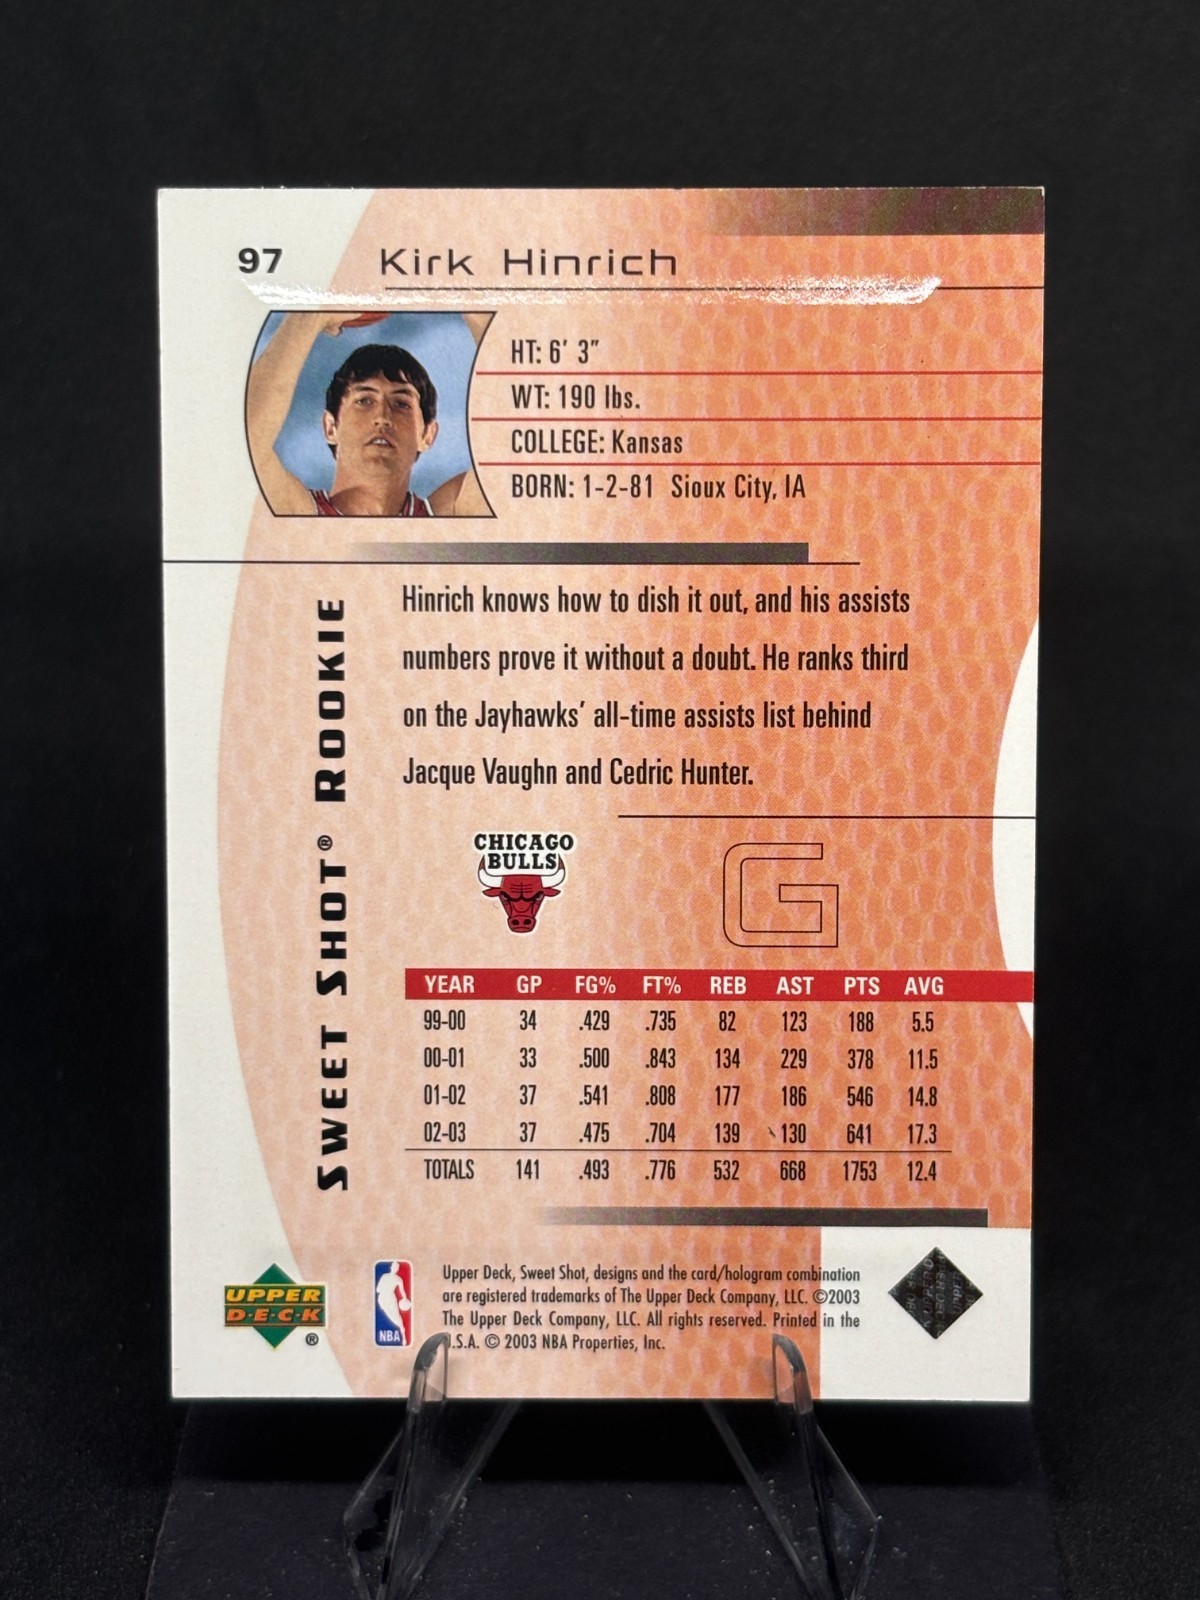 97 Kirk Hinrich
HT: 6' 3"
WT: 190 lbs.
COLLEGE: Kansas
BORN: 1-2-81 Sioux City, IA
SWEET SHOT® ROOKIE
Hinrich knows how to dish it out, and his assists
numbers prove it without a doubt. He ranks third
on the Jayhawks' all-time assists list behind
Jacque Vaughn and Cedric Hunter.
CHICAGO
BULLS
G
YEAR GP FG% FT% REB AST PTS AVG
99-00 34 .429 .735 82 123 188 5.5
00-01 33 .500 .843 134 229 378 11.5
01-02 37 .541 .808 177 186 546 14.8
02-03 37 .475 .704 139 130 641 17.3
TOTALS 141 .493 .776 532 668 1753 12.4
UPPER
D·E·C·K
®
NBA
Upper Deck, Sweet Shot, designs and the card/hologram combination
are registered trademarks of The Upper Deck Company, LLC. ©2003
The Upper Deck Company, LLC. All rights reserved. Printed in the
U.S.A. © 2003 NBA Properties, Inc.